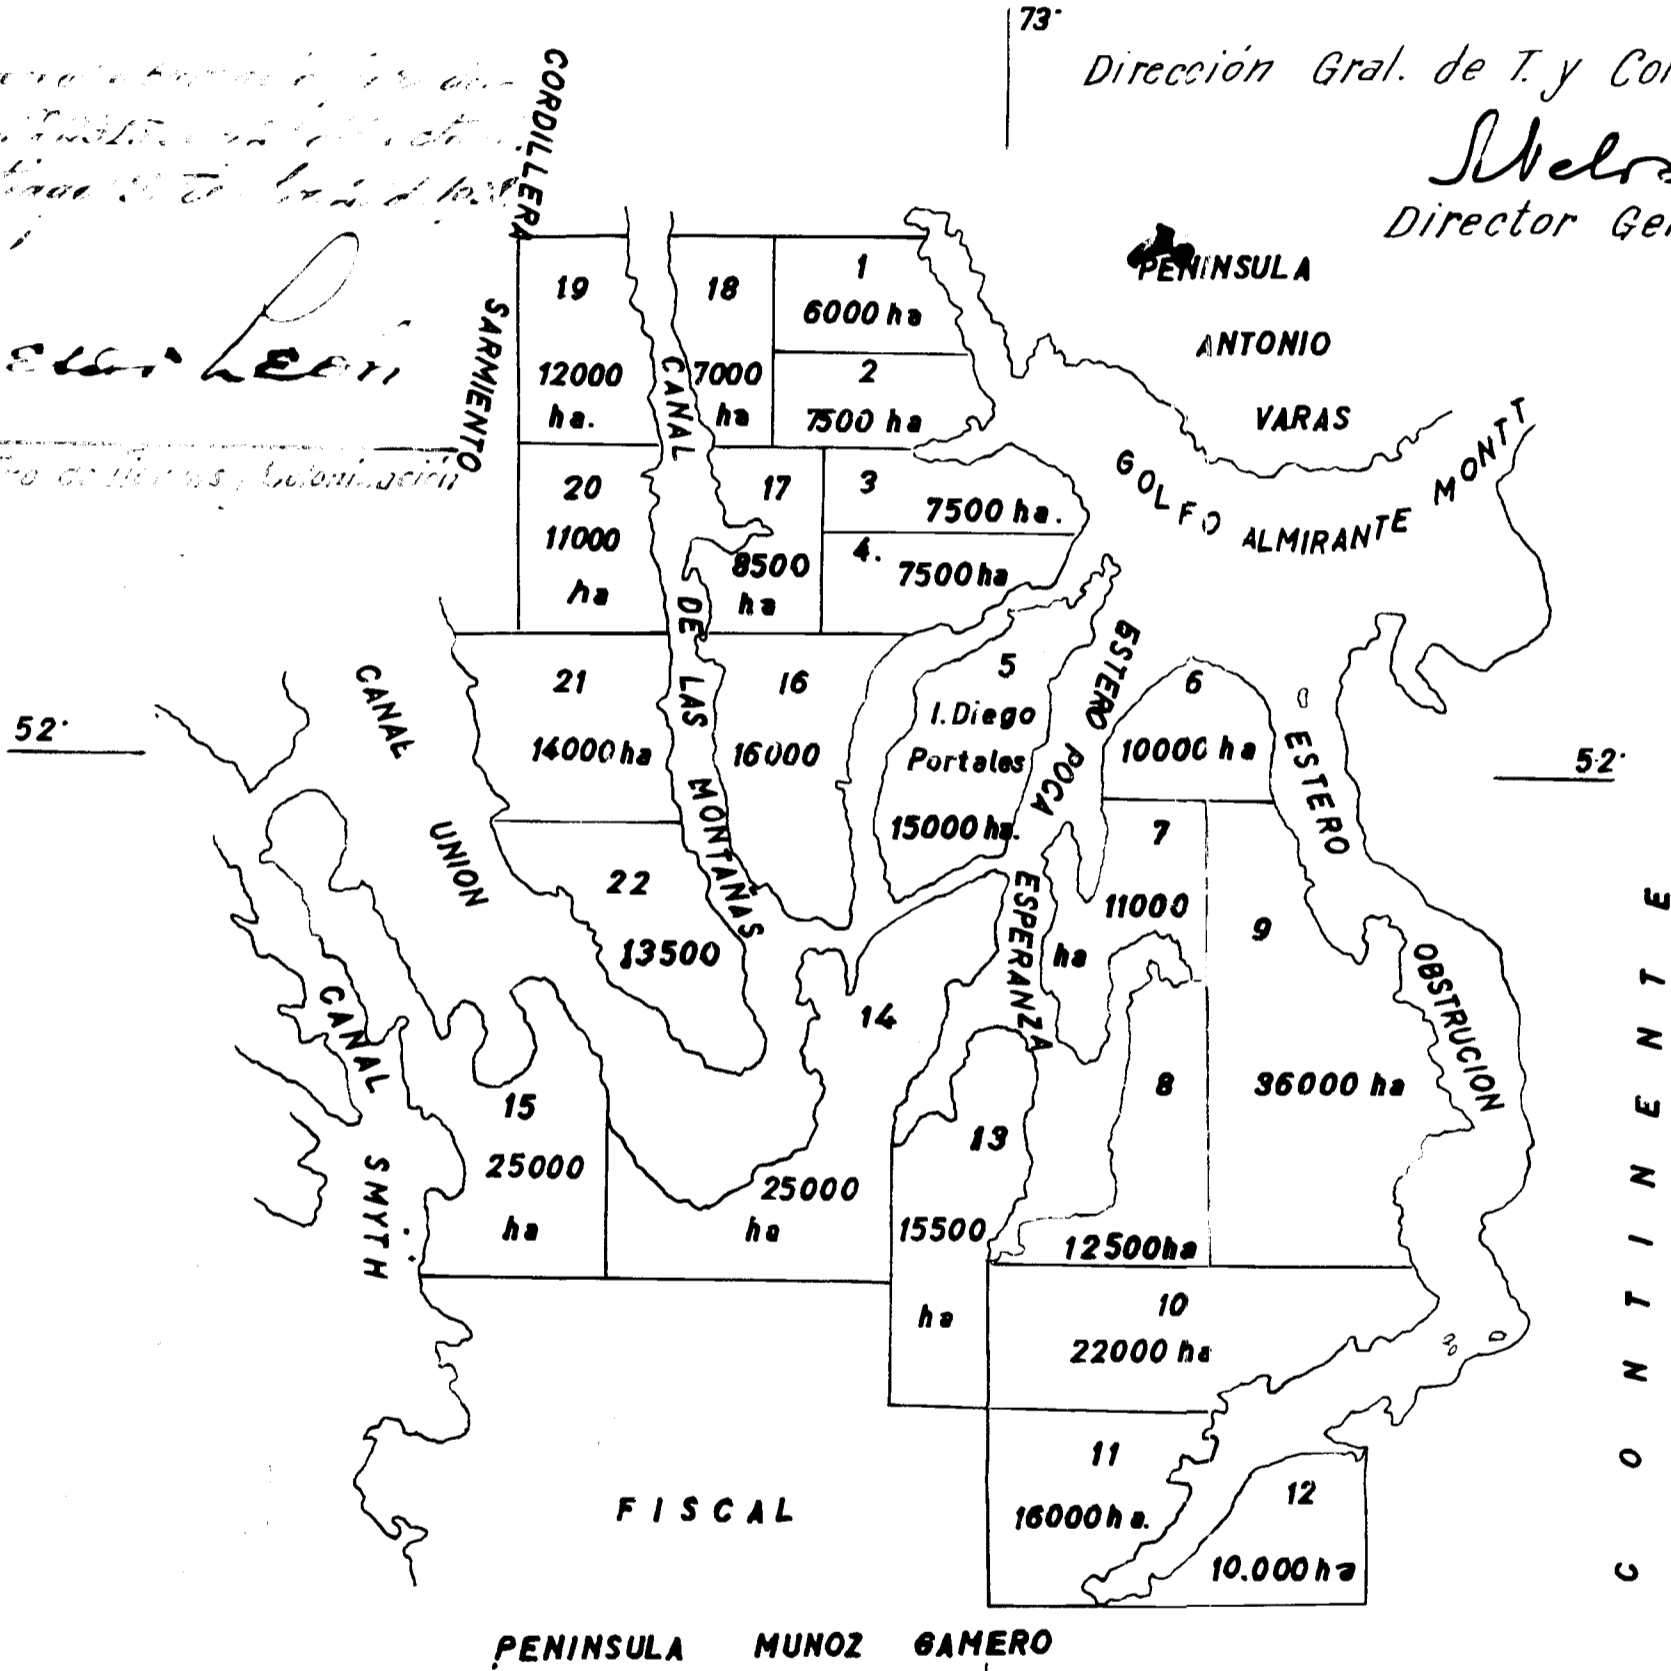 73°
Dirección Gral. de T. y Col
Director Ger
León
CORDILLERA
SARMIENTO
PENINSULA
ANTONIO
VARAS
GOLFO ALMIRANTE MONTT
19
12000
ha.
18
7000
ha
1
6000 ha
2
7500 ha
CANAL DE LAS MONTAÑAS
20
11000
ha
17
8500
ha
3
7500 ha.
4.
7500 ha
52°
CANAL
UNION
21
14000 ha
16
16000
5
I. Diego
Portales
15000 ha.
ESTERO POCA ESPERANZA
6
10000 ha
ESTERO OBSTRUCION
52°
22
13500
7
11000
ha
9
36000 ha
CANAL
SMYTH
14
25000
ha
15
25000
ha
13
15500
ha
8
12500 ha
10
22000 ha
11
16000 ha.
12
10.000 ha
CONTINENTE
FISCAL
PENINSULA MUNOZ GAMERO